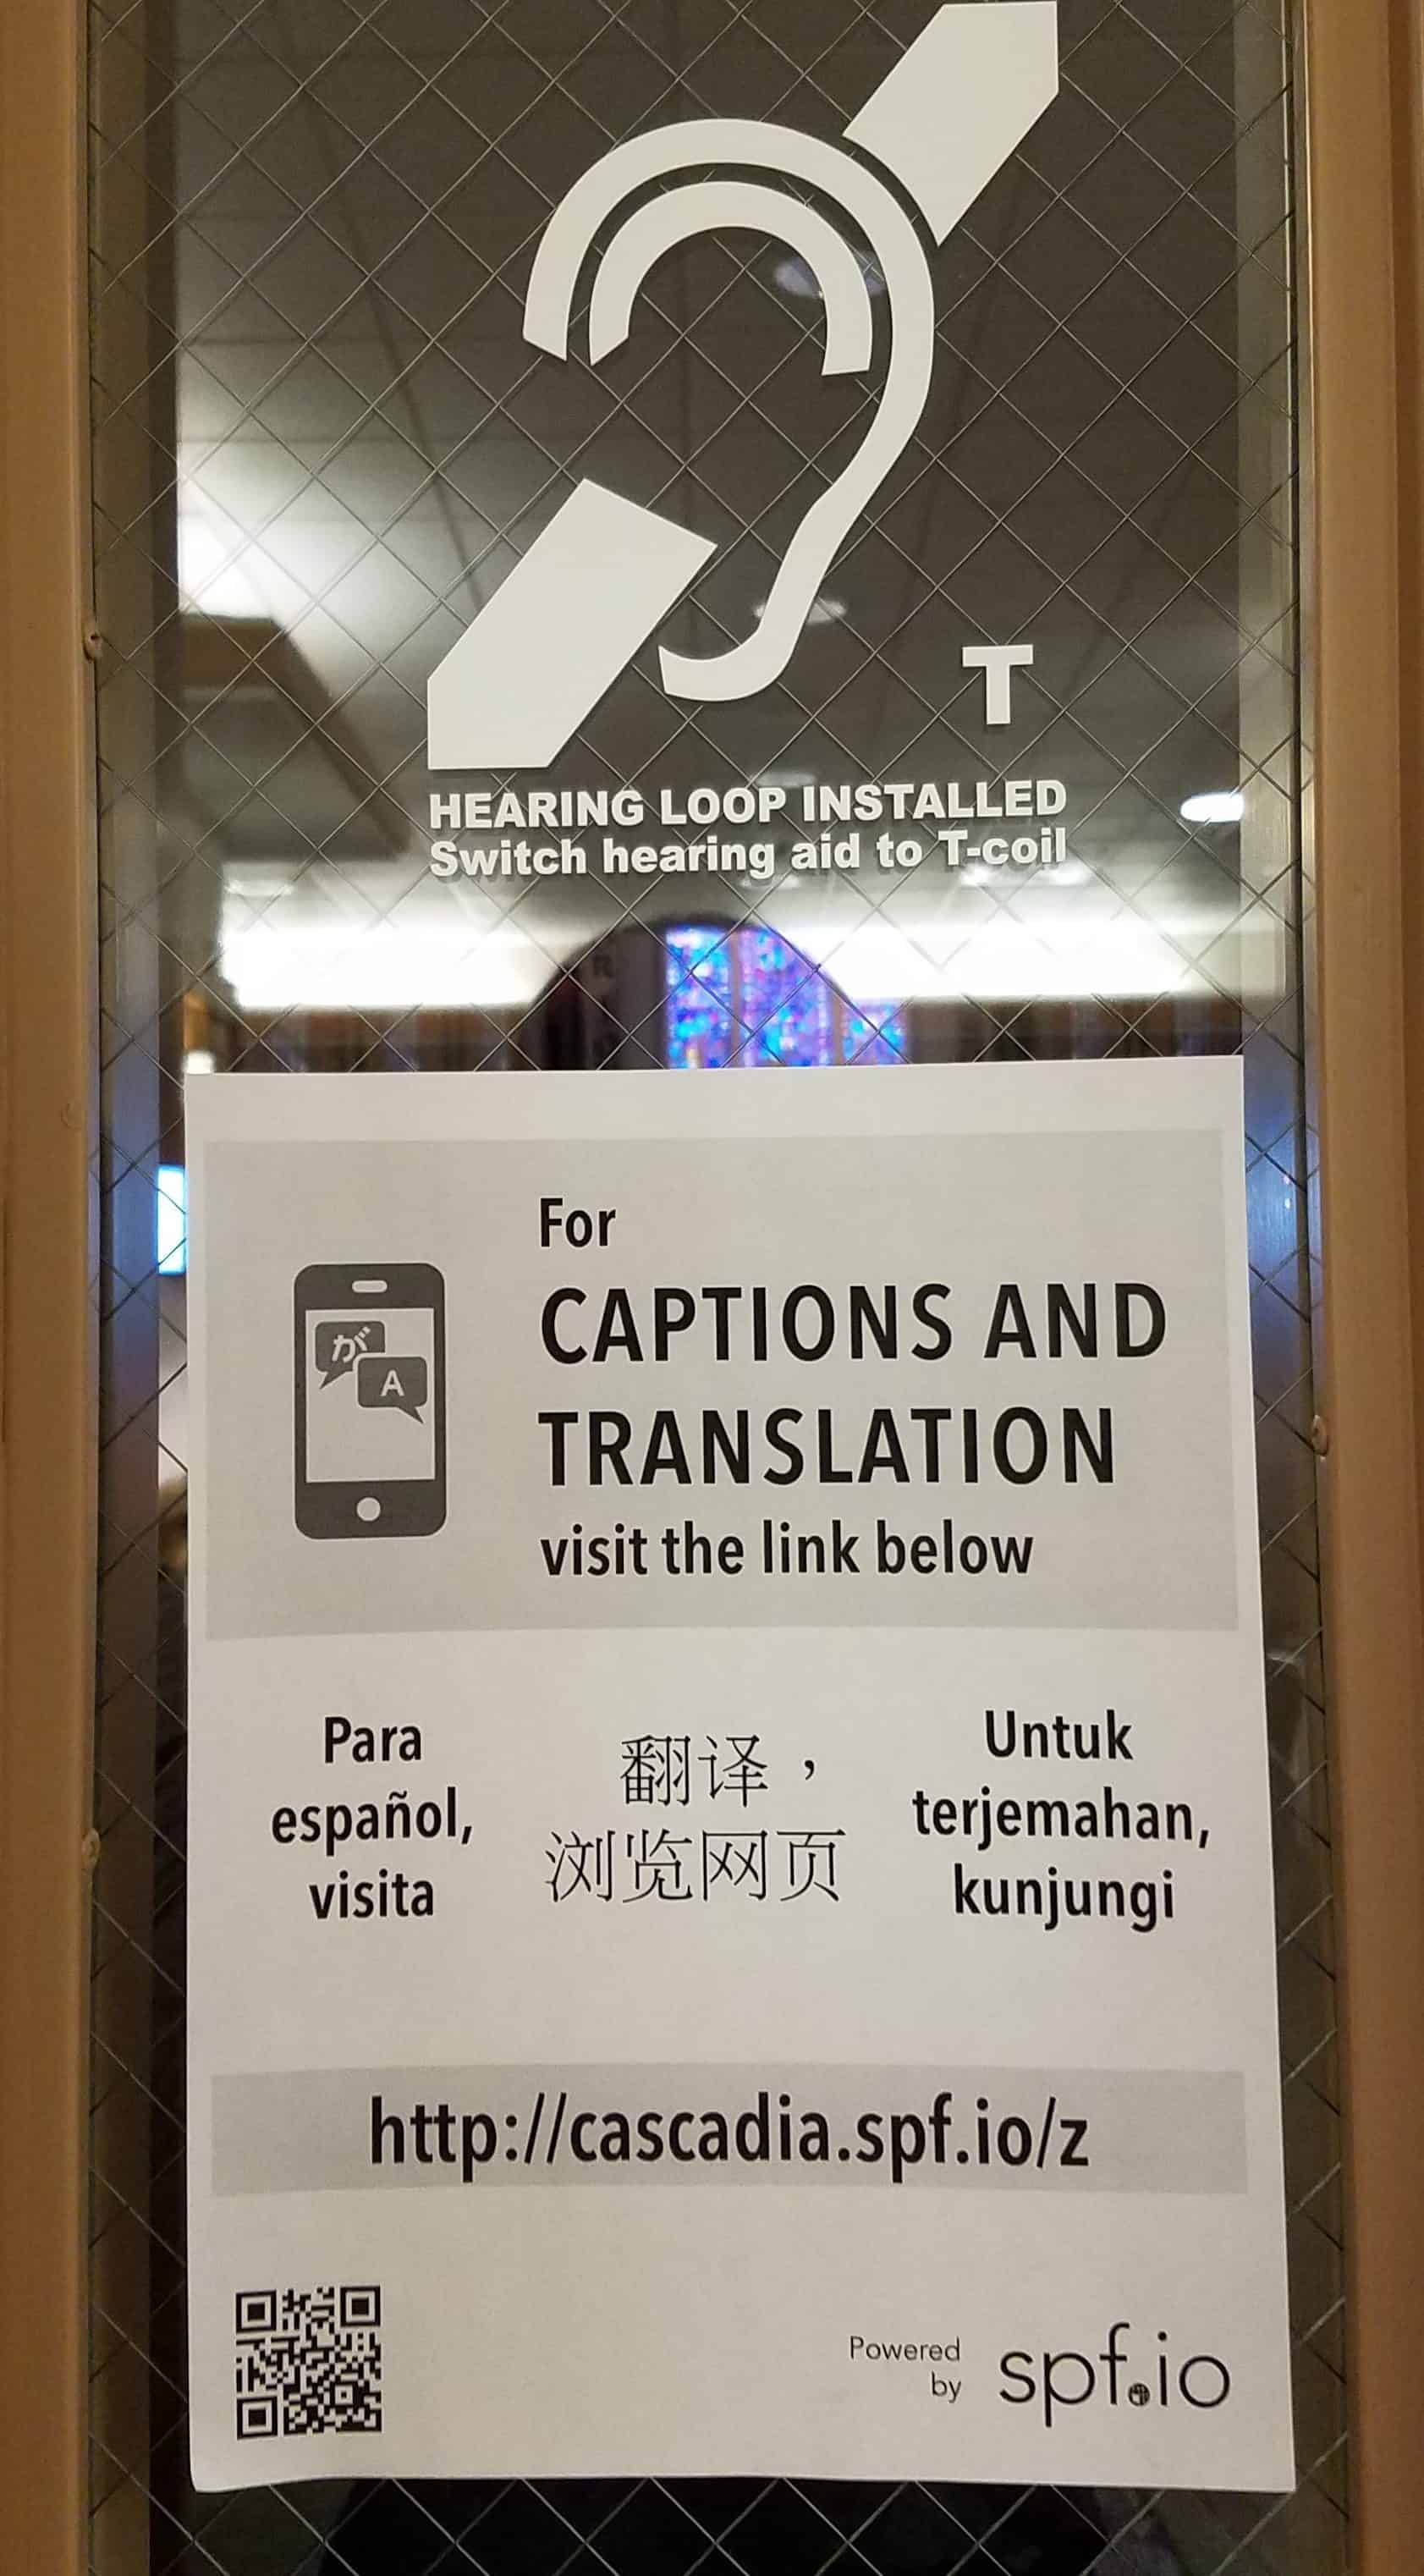 T
HEARING LOOP INSTALLED
Switch hearing aid to T-coil
For
CAPTIONS AND
TRANSLATION
visit the link below
が
A
Para
español,
visita
翻译，
浏览网页
Untuk
terjemahan,
kunjungi
http://cascadia.spf.io/z
Powered
by
spf.io